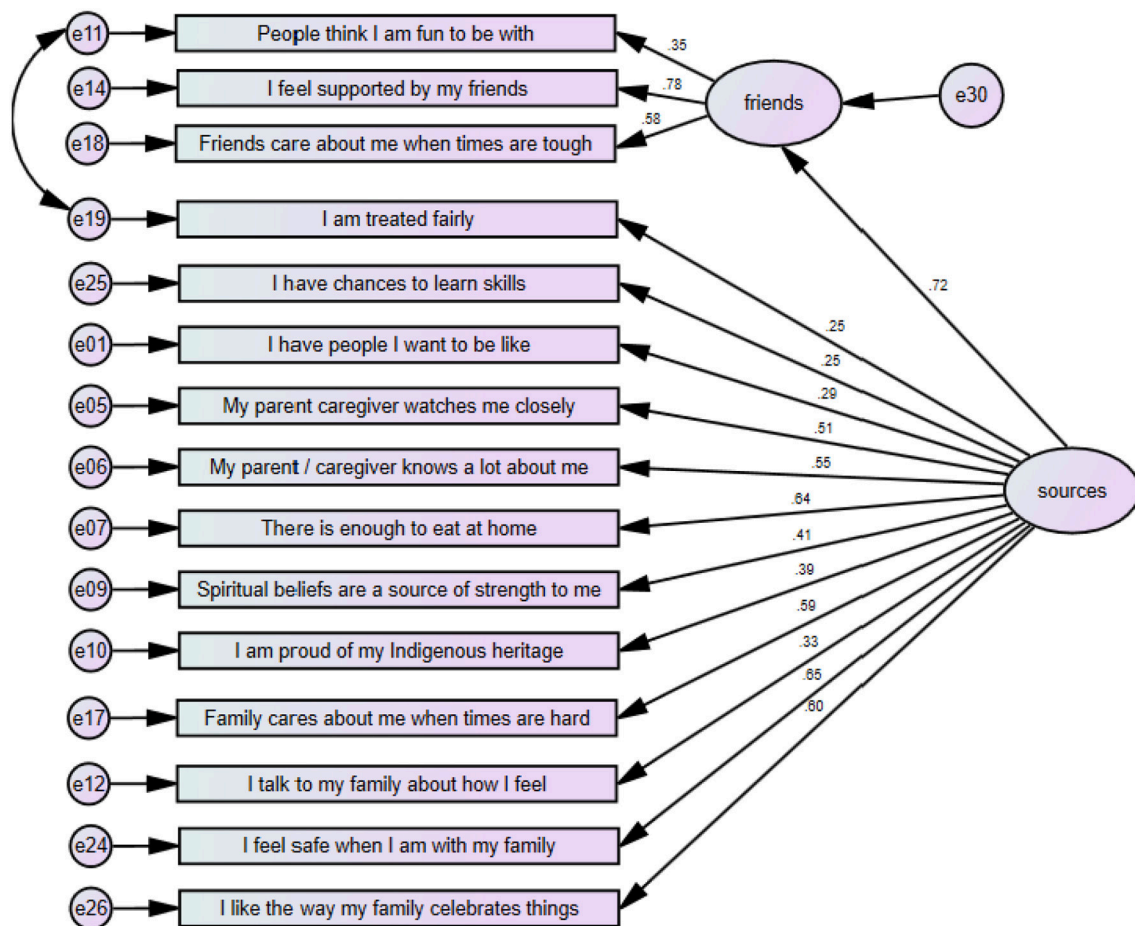 e11
People think I am fun to be with
.35
e14
I feel supported by my friends
.78
friends
e30
e18
Friends care about me when times are tough
.58
e19
I am treated fairly
.72
e25
I have chances to learn skills
.25
e01
I have people I want to be like
.25
.29
e05
My parent caregiver watches me closely
.51
e06
My parent / caregiver knows a lot about me
.55
sources
.64
e07
There is enough to eat at home
.41
e09
Spiritual beliefs are a source of strength to me
.39
.59
e10
I am proud of my Indigenous heritage
.33
.65
.60
e17
Family cares about me when times are hard
e12
I talk to my family about how I feel
e24
I feel safe when I am with my family
e26
I like the way my family celebrates things